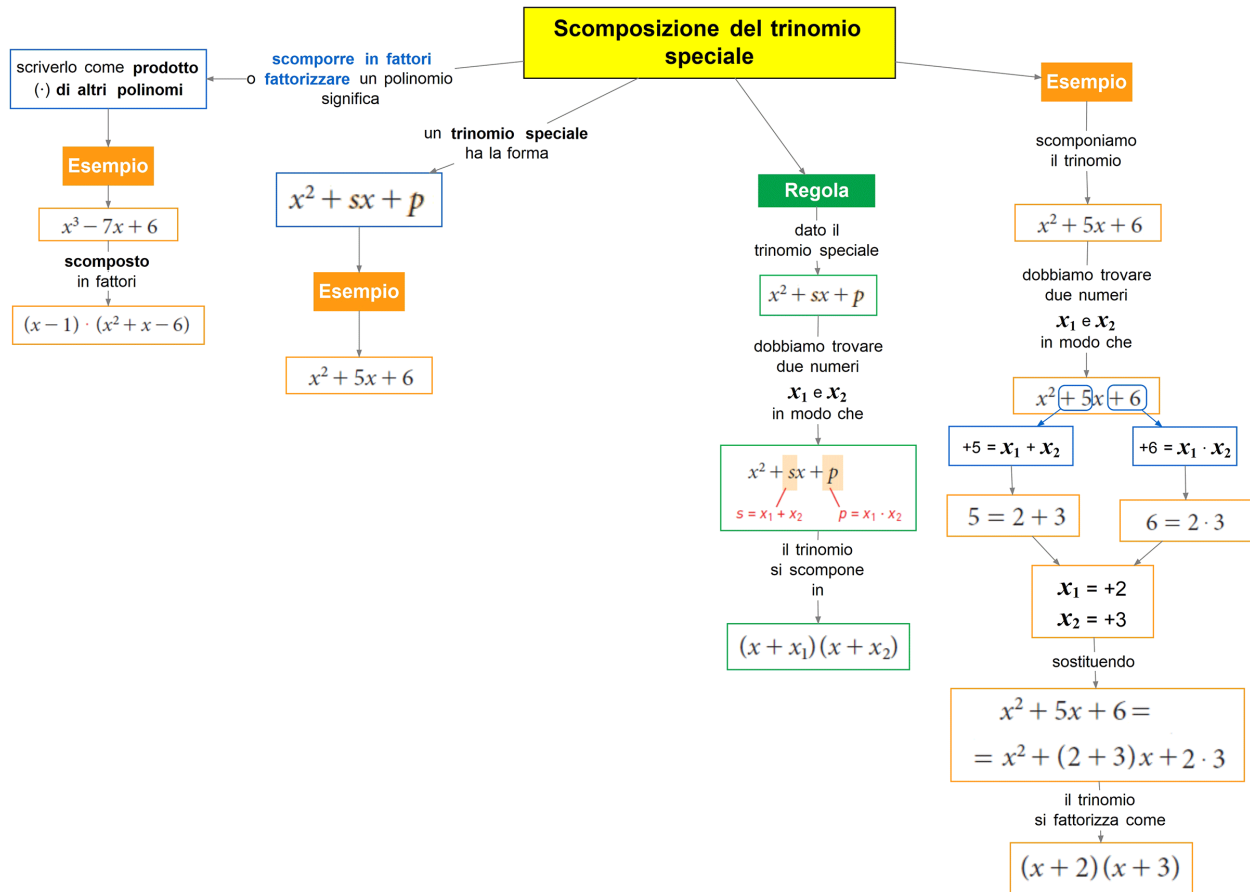 Scomposizione del trinomio
speciale
scomporre in fattori
o fattorizzare un polinomio
significa
scriverlo come prodotto
(·) di altri polinomi
Esempio
x³ − 7x + 6
scomposto
in fattori
(x − 1) · (x² + x − 6)
un trinomio speciale
ha la forma
x² + sx + p
Esempio
x² + 5x + 6
Regola
dato il
trinomio speciale
x² + sx + p
dobbiamo trovare
due numeri
x₁ e x₂
in modo che
x² + sx + p
s = x₁ + x₂ p = x₁ · x₂
il trinomio
si scompone
in
(x + x₁)(x + x₂)
Esempio
scomponiamo
il trinomio
x² + 5x + 6
dobbiamo trovare
due numeri
x₁ e x₂
in modo che
x² + 5x + 6
+5 = x₁ + x₂
+6 = x₁ · x₂
5 = 2 + 3
6 = 2 · 3
x₁ = +2
x₂ = +3
sostituendo
x² + 5x + 6 =
= x² + (2 + 3)x + 2 · 3
il trinomio
si fattorizza come
(x + 2)(x + 3)